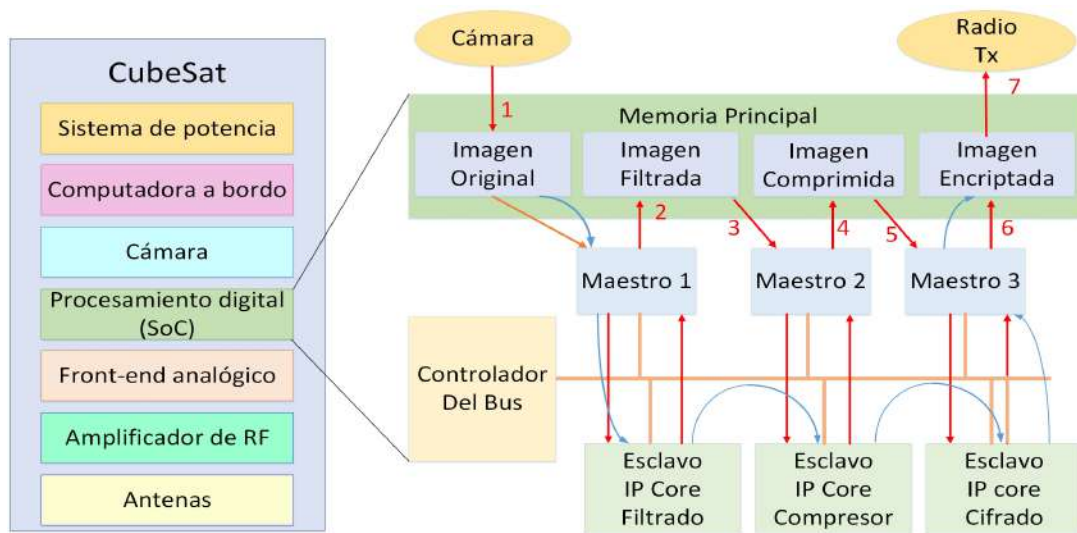 CubeSat
Sistema de potencia
Computadora a bordo
Cámara
Procesamiento digital
(SoC)
Front-end analógico
Amplificador de RF
Antenas
Cámara
Radio
Tx
1
7
Memoria Principal
Imagen
Original
Imagen
Filtrada
Imagen
Comprimida
Imagen
Encriptada
2
3
4
5
6
Maestro 1
Maestro 2
Maestro 3
Controlador
Del Bus
Esclavo
IP Core
Filtrado
Esclavo
IP Core
Compresor
Esclavo
IP core
Cifrado